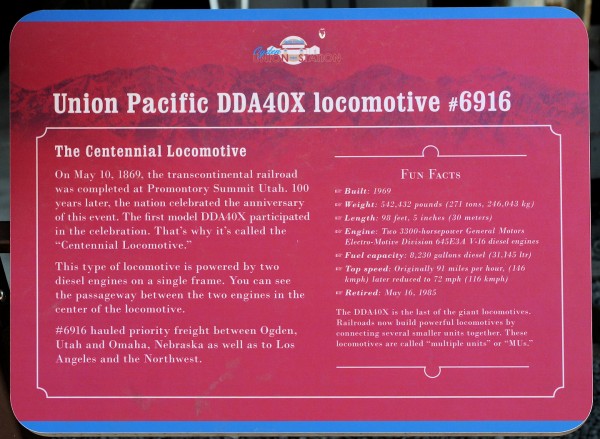 Ogden
UNION STATION
Union Pacific DDA40X locomotive #6916
The Centennial Locomotive
On May 10, 1869, the transcontinental railroad
was completed at Promontory Summit Utah. 100
years later, the nation celebrated the anniversary
of this event. The first model DDA40X participated
in the celebration. That's why it's called the
"Centennial Locomotive."
This type of locomotive is powered by two
diesel engines on a single frame. You can see
the passageway between the two engines in the
center of the locomotive.
#6916 hauled priority freight between Ogden,
Utah and Omaha, Nebraska as well as to Los
Angeles and the Northwest.
FUN FACTS
Built: 1969
Weight: 542,432 pounds (271 tons, 246,043 kg)
Length: 98 feet, 5 inches (30 meters)
Engine: Two 3300-horsepower General Motors
Electro-Motive Division 645E3A V-16 diesel engines
Fuel capacity: 8,230 gallons diesel (31,145 ltr)
Top speed: Originally 91 miles per hour, (146
kmph) later reduced to 72 mph (116 kmph)
Retired: May 16, 1985
The DDA40X is the last of the giant locomotives.
Railroads now build powerful locomotives by
connecting several smaller units together. These
locomotives are called "multiple units" or "MUs."